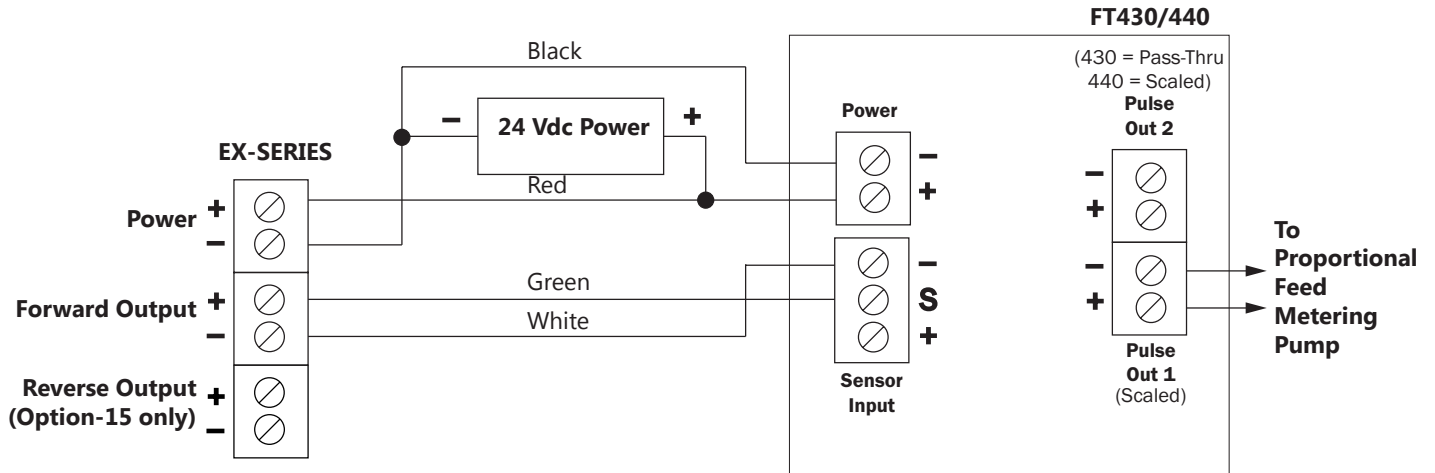 FT430/440
(430 = Pass-Thru
440 = Scaled)
Pulse
Out 2
Black
− 24 Vdc Power +
Power
EX-SERIES
Red
−
+
−
+
Power +
−
Green
White
Forward Output +
−
−
S
+
−
+
To
Proportional
Feed
Metering
Pump
Sensor
Input
Pulse
Out 1
(Scaled)
Reverse Output +
(Option-15 only) −